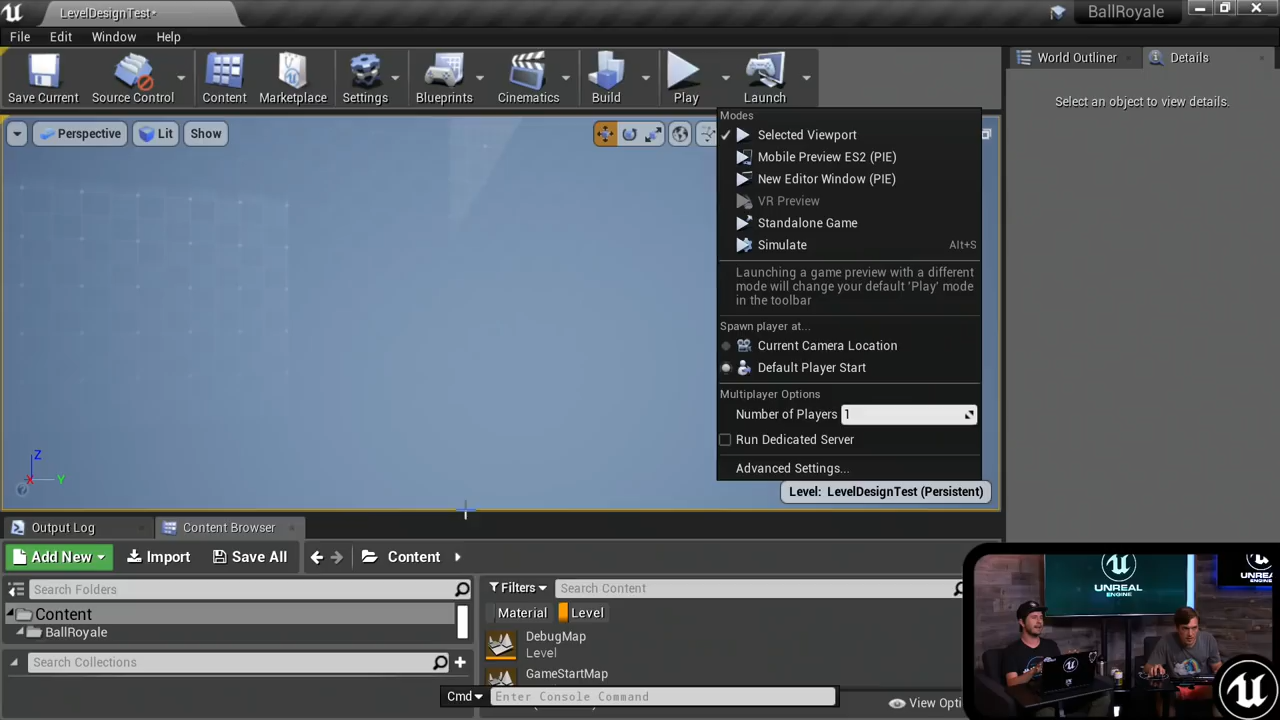 LevelDesignTest*
BallRoyale
File Edit Window Help
Save Current Source Control Content Marketplace Settings Blueprints Cinematics Build Play Launch
World Outliner Details
Select an object to view details.
Perspective Lit Show
Modes
Selected Viewport
Mobile Preview ES2 (PIE)
New Editor Window (PIE)
VR Preview
Standalone Game
Simulate Alt+S
Launching a game preview with a different
mode will change your default 'Play' mode
in the toolbar
Spawn player at...
Current Camera Location
Default Player Start
Multiplayer Options
Number of Players 1
Run Dedicated Server
Advanced Settings...
Z
X Y
Level: LevelDesignTest (Persistent)
Output Log Content Browser
Add New Import Save All Content
Search Folders
Filters Search Content
Content
Material Level
BallRoyale
DebugMap
Level
Search Collections
GameStartMap
Cmd Enter Console Command
View Opti
UNREAL
ENGINE